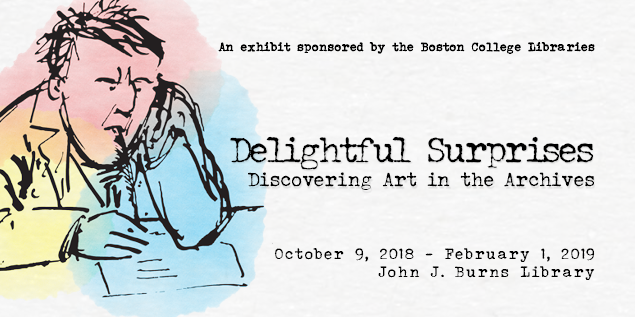 An exhibit sponsored by the Boston College Libraries
Delightful Surprises
Discovering Art in the Archives
October 9, 2018 - February 1, 2019
John J. Burns Library